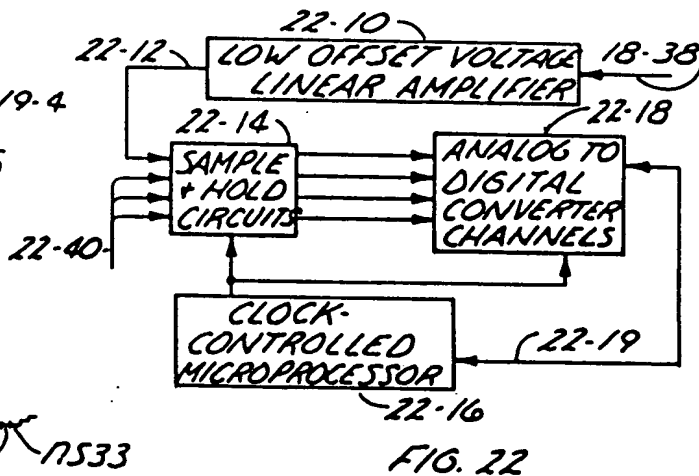 22-10
22-12
LOW OFFSET VOLTAGE
LINEAR AMPLIFIER
18-38
19-4
22-14
22-18
SAMPLE
+ HOLD
CIRCUITS
ANALOG TO
DIGITAL
CONVERTER
CHANNELS
22-40
CLOCK-
CONTROLLED
MICROPROCESSOR
22-19
22-16
NS33
FIG. 22